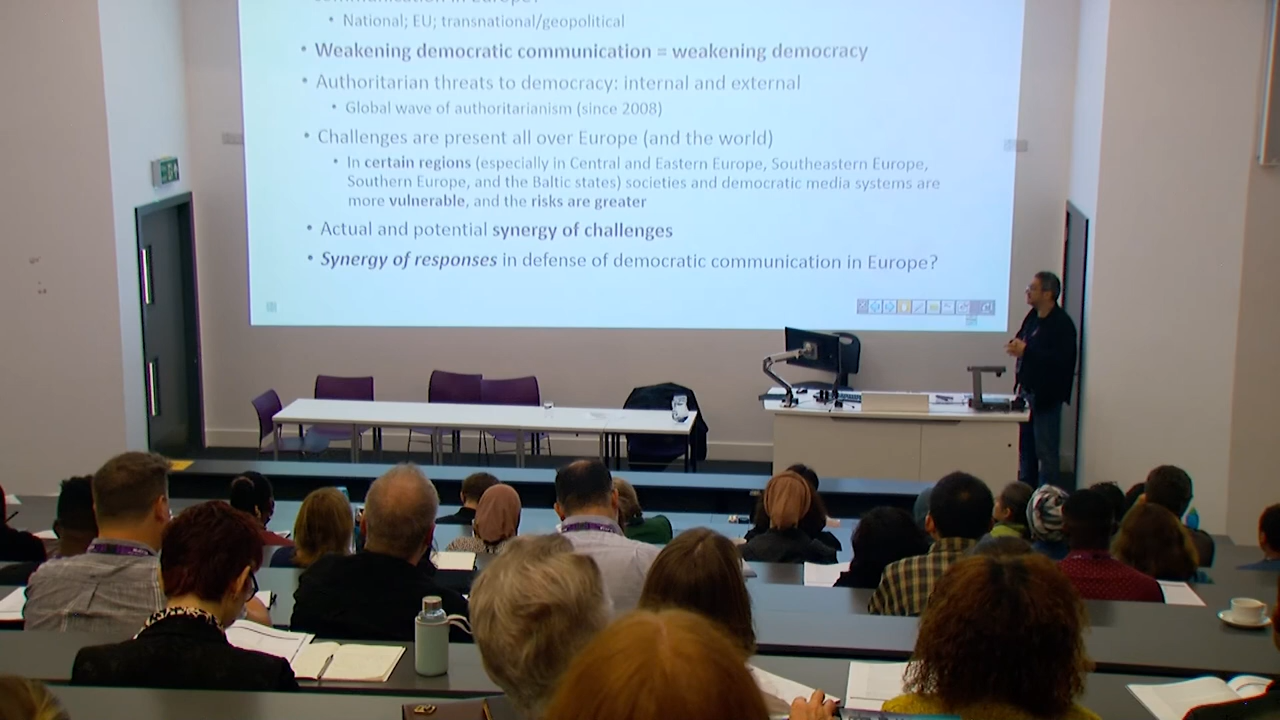 communication in Europe?
• National; EU; transnational/geopolitical
• Weakening democratic communication = weakening democracy
• Authoritarian threats to democracy: internal and external
• Global wave of authoritarianism (since 2008)
• Challenges are present all over Europe (and the world)
• In certain regions (especially in Central and Eastern Europe, Southeastern Europe,
Southern Europe, and the Baltic states) societies and democratic media systems are
more vulnerable, and the risks are greater
• Actual and potential synergy of challenges
• Synergy of responses in defense of democratic communication in Europe?